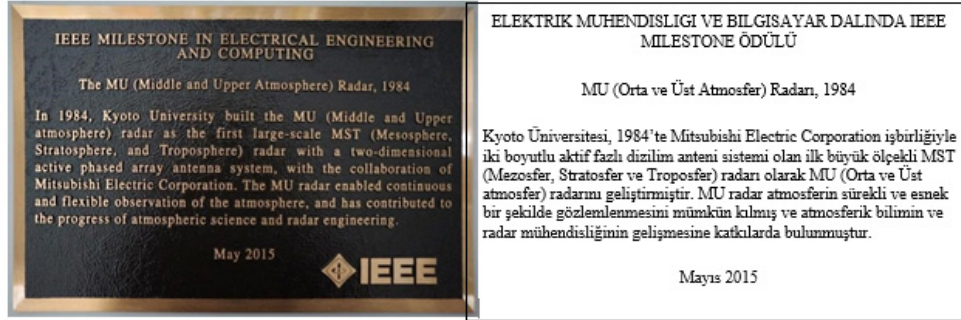 IEEE MILESTONE IN ELECTRICAL ENGINEERING
AND COMPUTING
The MU (Middle and Upper Atmosphere) Radar, 1984
In 1984, Kyoto University built the MU (Middle and Upper
atmosphere) radar as the first large-scale MST (Mesosphere,
Stratosphere, and Troposphere) radar with a two-dimensional
active phased array antenna system, with the collaboration of
Mitsubishi Electric Corporation. The MU radar enabled continuous
and flexible observation of the atmosphere, and has contributed to
the progress of atmospheric science and radar engineering.
May 2015
IEEE
ELEKTRIK MUHENDISLIGI VE BILGISAYAR DALINDA IEEE
MILESTONE ÖDÜLÜ
MU (Orta ve Üst Atmosfer) Radarı, 1984
Kyoto Üniversitesi, 1984’te Mitsubishi Electric Corporation işbirliğiyle
iki boyutlu aktif fazlı dizilim anteni sistemi olan ilk büyük ölçekli MST
(Mezosfer, Stratosfer ve Troposfer) radarı olarak MU (Orta ve Üst
atmosfer) radarını geliştirmiştir. MU radar atmosferin sürekli ve esnek
bir şekilde gözlemlenmesini mümkün kılmış ve atmosferik bilimin ve
radar mühendisliğinin gelişmesine katkılarda bulunmuştur.
Mayıs 2015